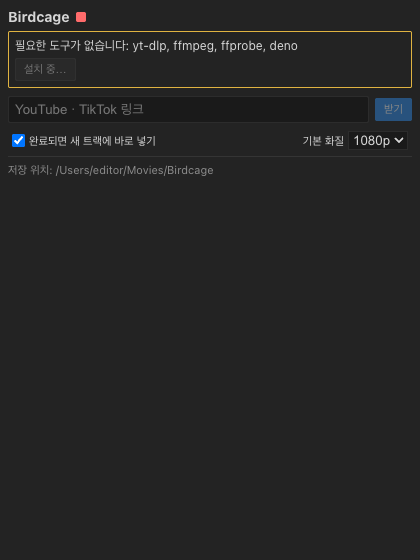 Birdcage
필요한 도구가 없습니다: yt-dlp, ffmpeg, ffprobe, deno
설치 중...
YouTube · TikTok 링크
받기
완료되면 새 트랙에 바로 넣기
기본 화질 1080p
저장 위치: /Users/editor/Movies/Birdcage